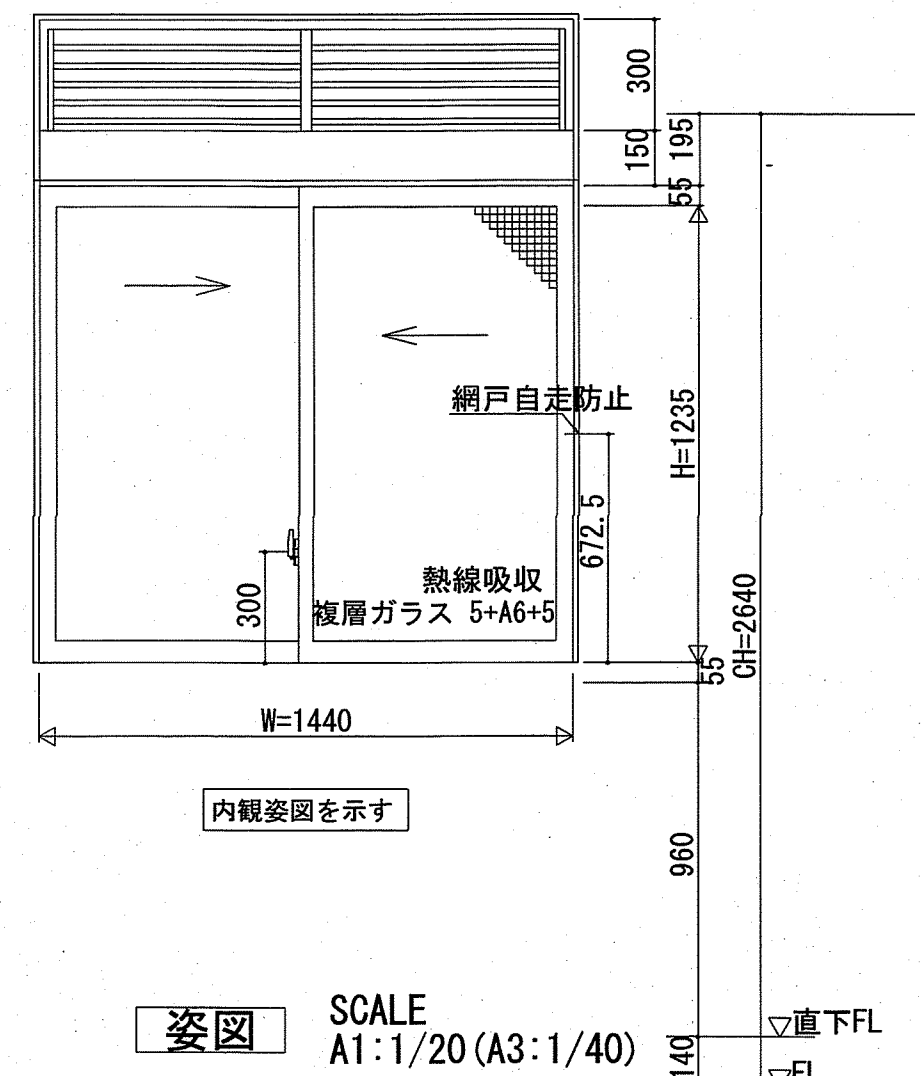 300
195
150
55
網戸自走防止
H=1235
672.5
熱線吸収
複層ガラス 5+A6+5
300
CH=2640
55
W=1440
内観姿図を示す
960
姿図
SCALE
A1:1/20(A3:1/40)
直下FL
140
FL